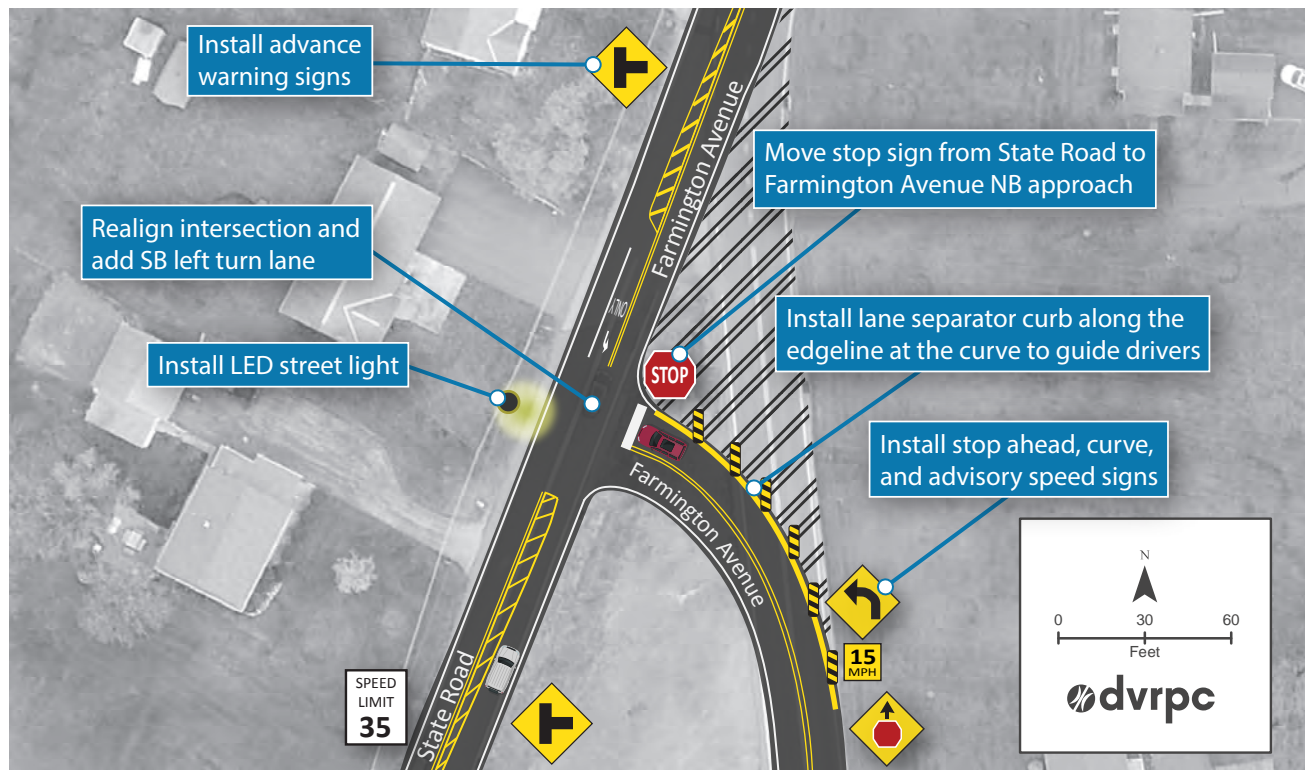 Install advance
warning signs
Farmington Avenue
Move stop sign from State Road to
Farmington Avenue NB approach
Realign intersection and
add SB left turn lane
ONLY
Install lane separator curb along the
edgeline at the curve to guide drivers
Install LED street light
STOP
Install stop ahead, curve,
and advisory speed signs
Farmington Avenue
N
0 30 60
Feet
15
MPH
SPEED
LIMIT
35
State Road
dvrpc